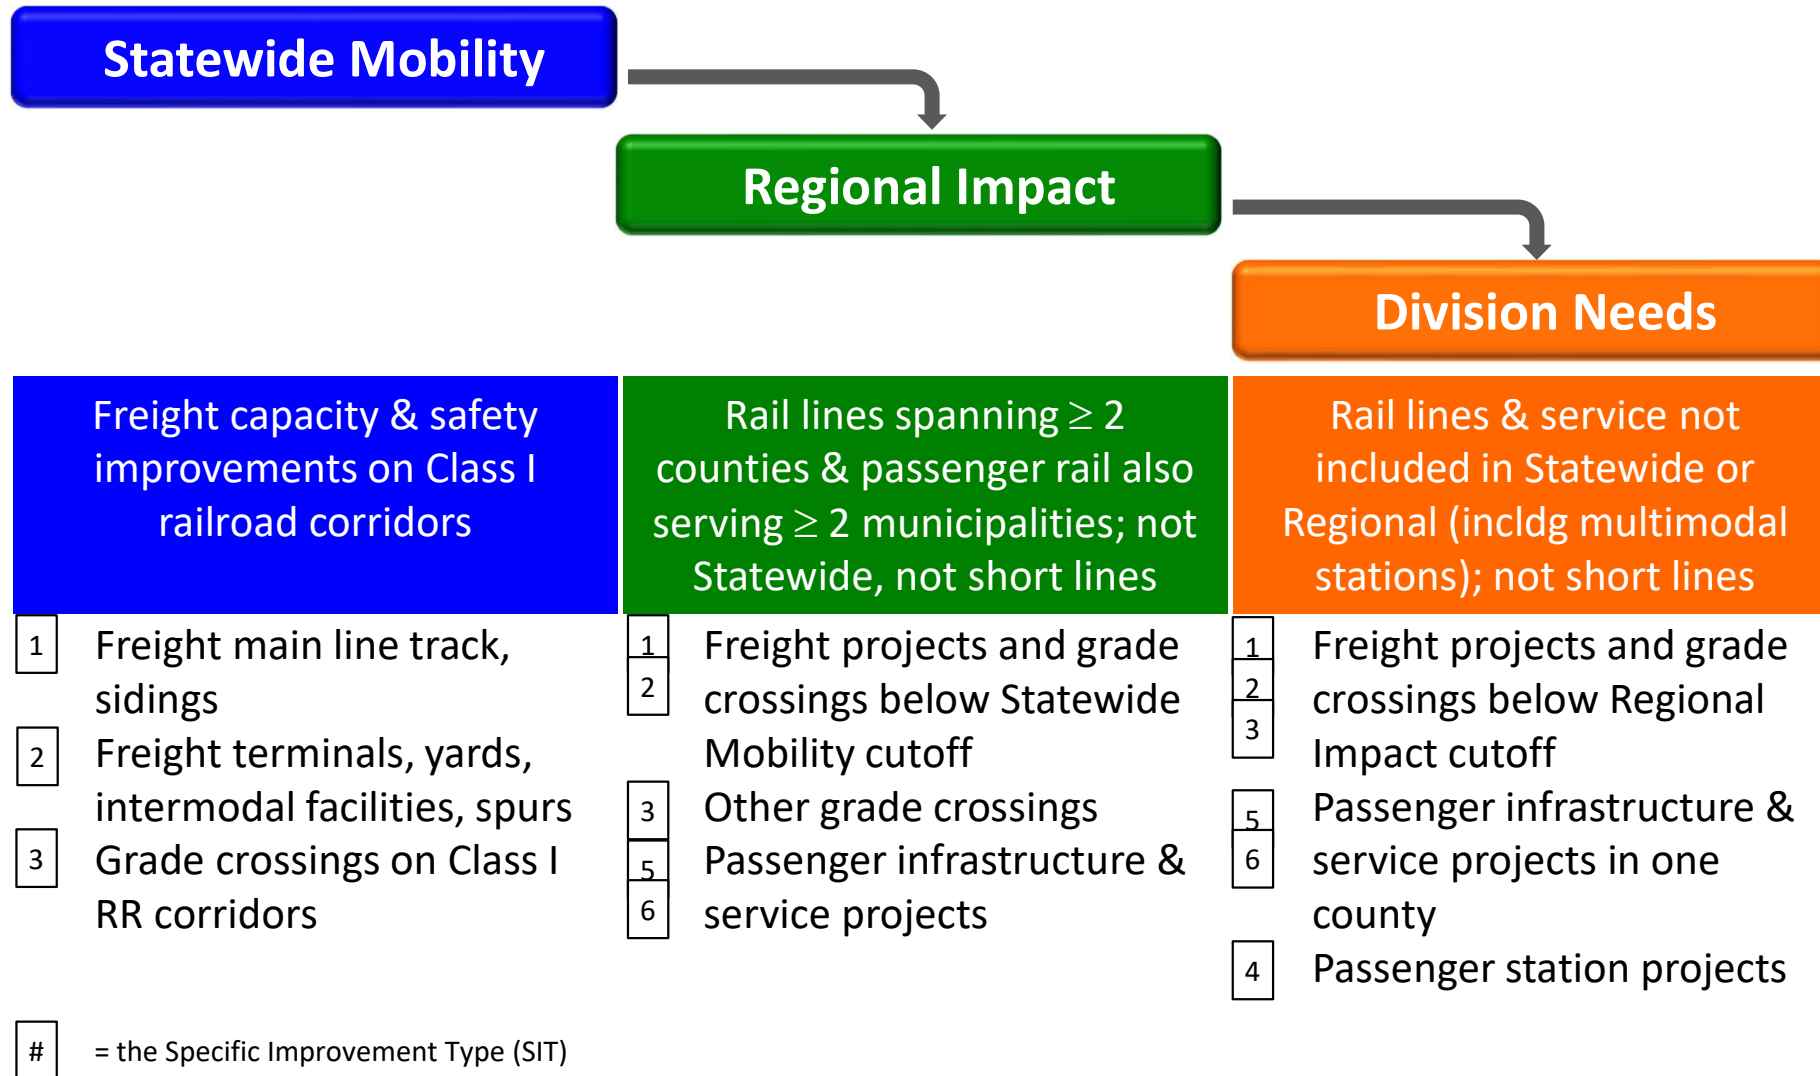 Statewide Mobility
Regional Impact
Division Needs
Freight capacity & safety
improvements on Class I
railroad corridors
Rail lines spanning ≥ 2
counties & passenger rail also
serving ≥ 2 municipalities; not
Statewide, not short lines
Rail lines & service not
included in Statewide or
Regional (incldg multimodal
stations); not short lines
1 Freight main line track,
sidings
2 Freight terminals, yards,
intermodal facilities, spurs
3 Grade crossings on Class I
RR corridors
1 Freight projects and grade
2 crossings below Statewide
Mobility cutoff
3 Other grade crossings
5 Passenger infrastructure &
6 service projects
1 Freight projects and grade
2 crossings below Regional
3 Impact cutoff
5 Passenger infrastructure &
6 service projects in one
county
4 Passenger station projects
# = the Specific Improvement Type (SIT)